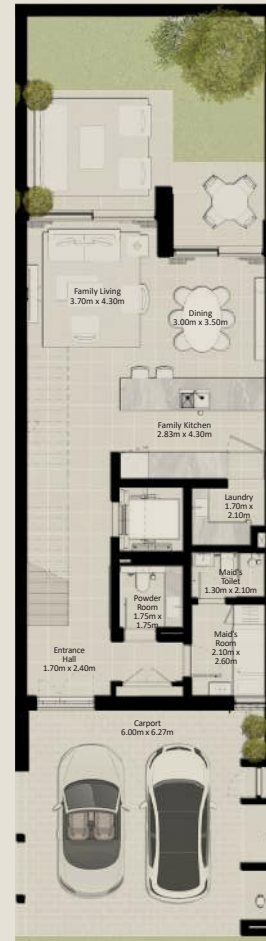 Family Living
3.70m x 4.30m
Dining
3.00m x 3.50m
Family Kitchen
2.83m x 4.30m
Laundry
1.70m x
2.10m
Maid's
Toilet
1.30m x 2.10m
Powder
Room
1.75m x
1.75m
Maid's
Room
2.10m x
2.60m
Entrance
Hall
1.70m x 2.40m
Carport
6.00m x 6.27m